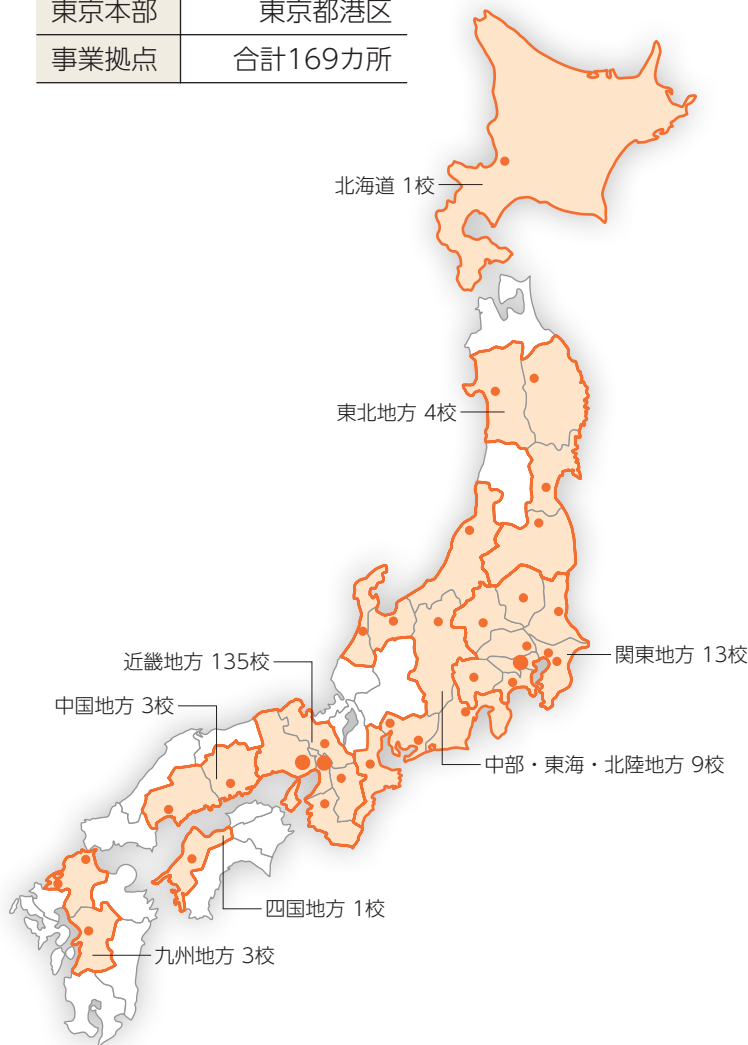 東京本部 東京都港区
事業拠点 合計169カ所
北海道 1校
東北地方 4校
関東地方 13校
近畿地方 135校
中国地方 3校
中部・東海・北陸地方 9校
四国地方 1校
九州地方 3校